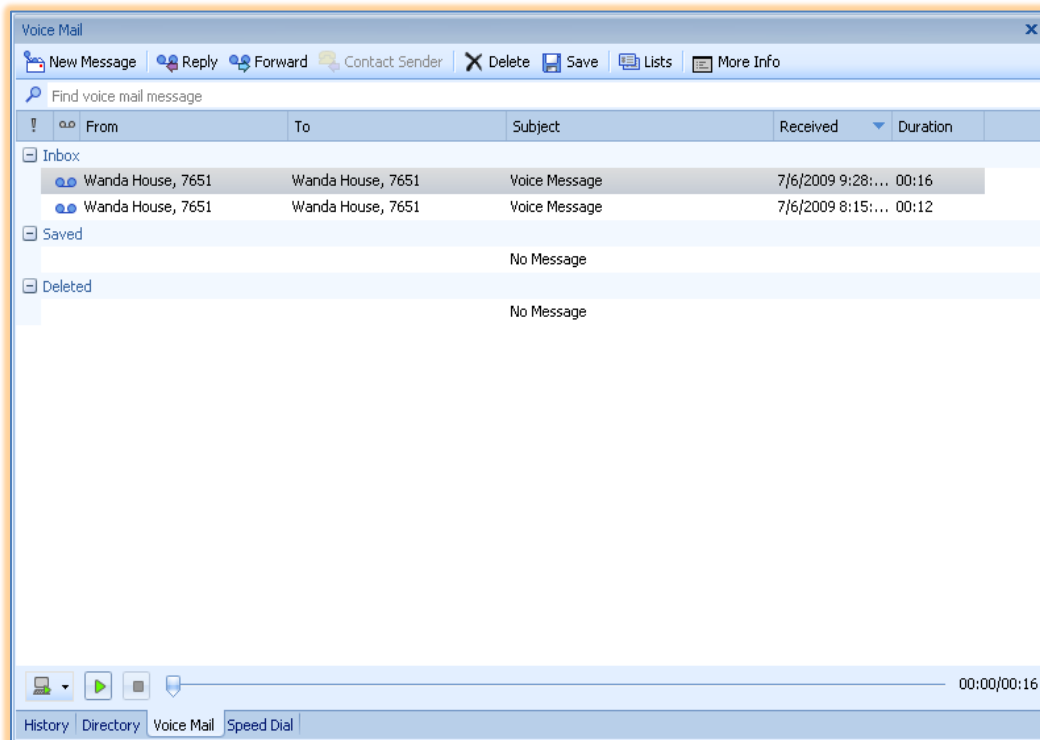 Voice Mail
New Message Reply Forward Contact Sender Delete Save Lists More Info
Find voice mail message
! From To Subject Received Duration
Inbox
Wanda House, 7651 Wanda House, 7651 Voice Message 7/6/2009 9:28:... 00:16
Wanda House, 7651 Wanda House, 7651 Voice Message 7/6/2009 8:15:... 00:12
Saved
No Message
Deleted
No Message
00:00/00:16
History Directory Voice Mail Speed Dial